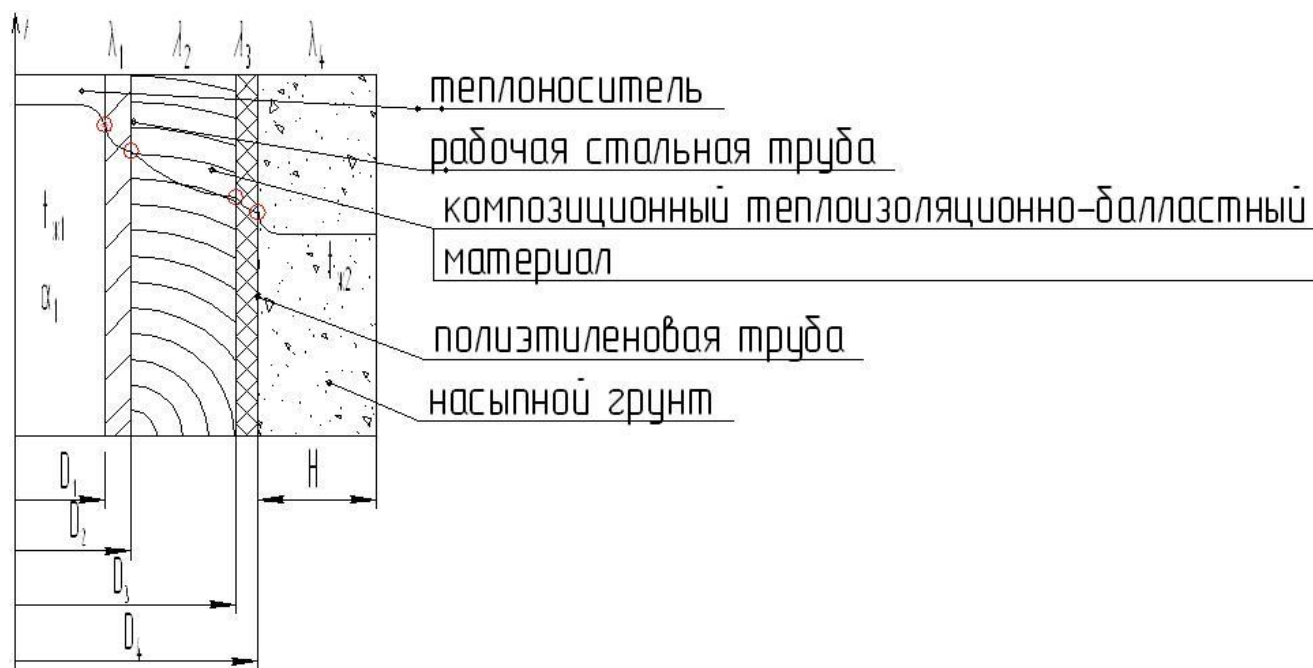 λ₁ λ₂ λ₃ λ₄
теплоноситель
рабочая стальная труба
композиционный теплоизоляционно-балластный
материал
tж1
tж2
α₁
полиэтиленовая труба
насыпной грунт
D₁
H
D₂
D₃
D₄